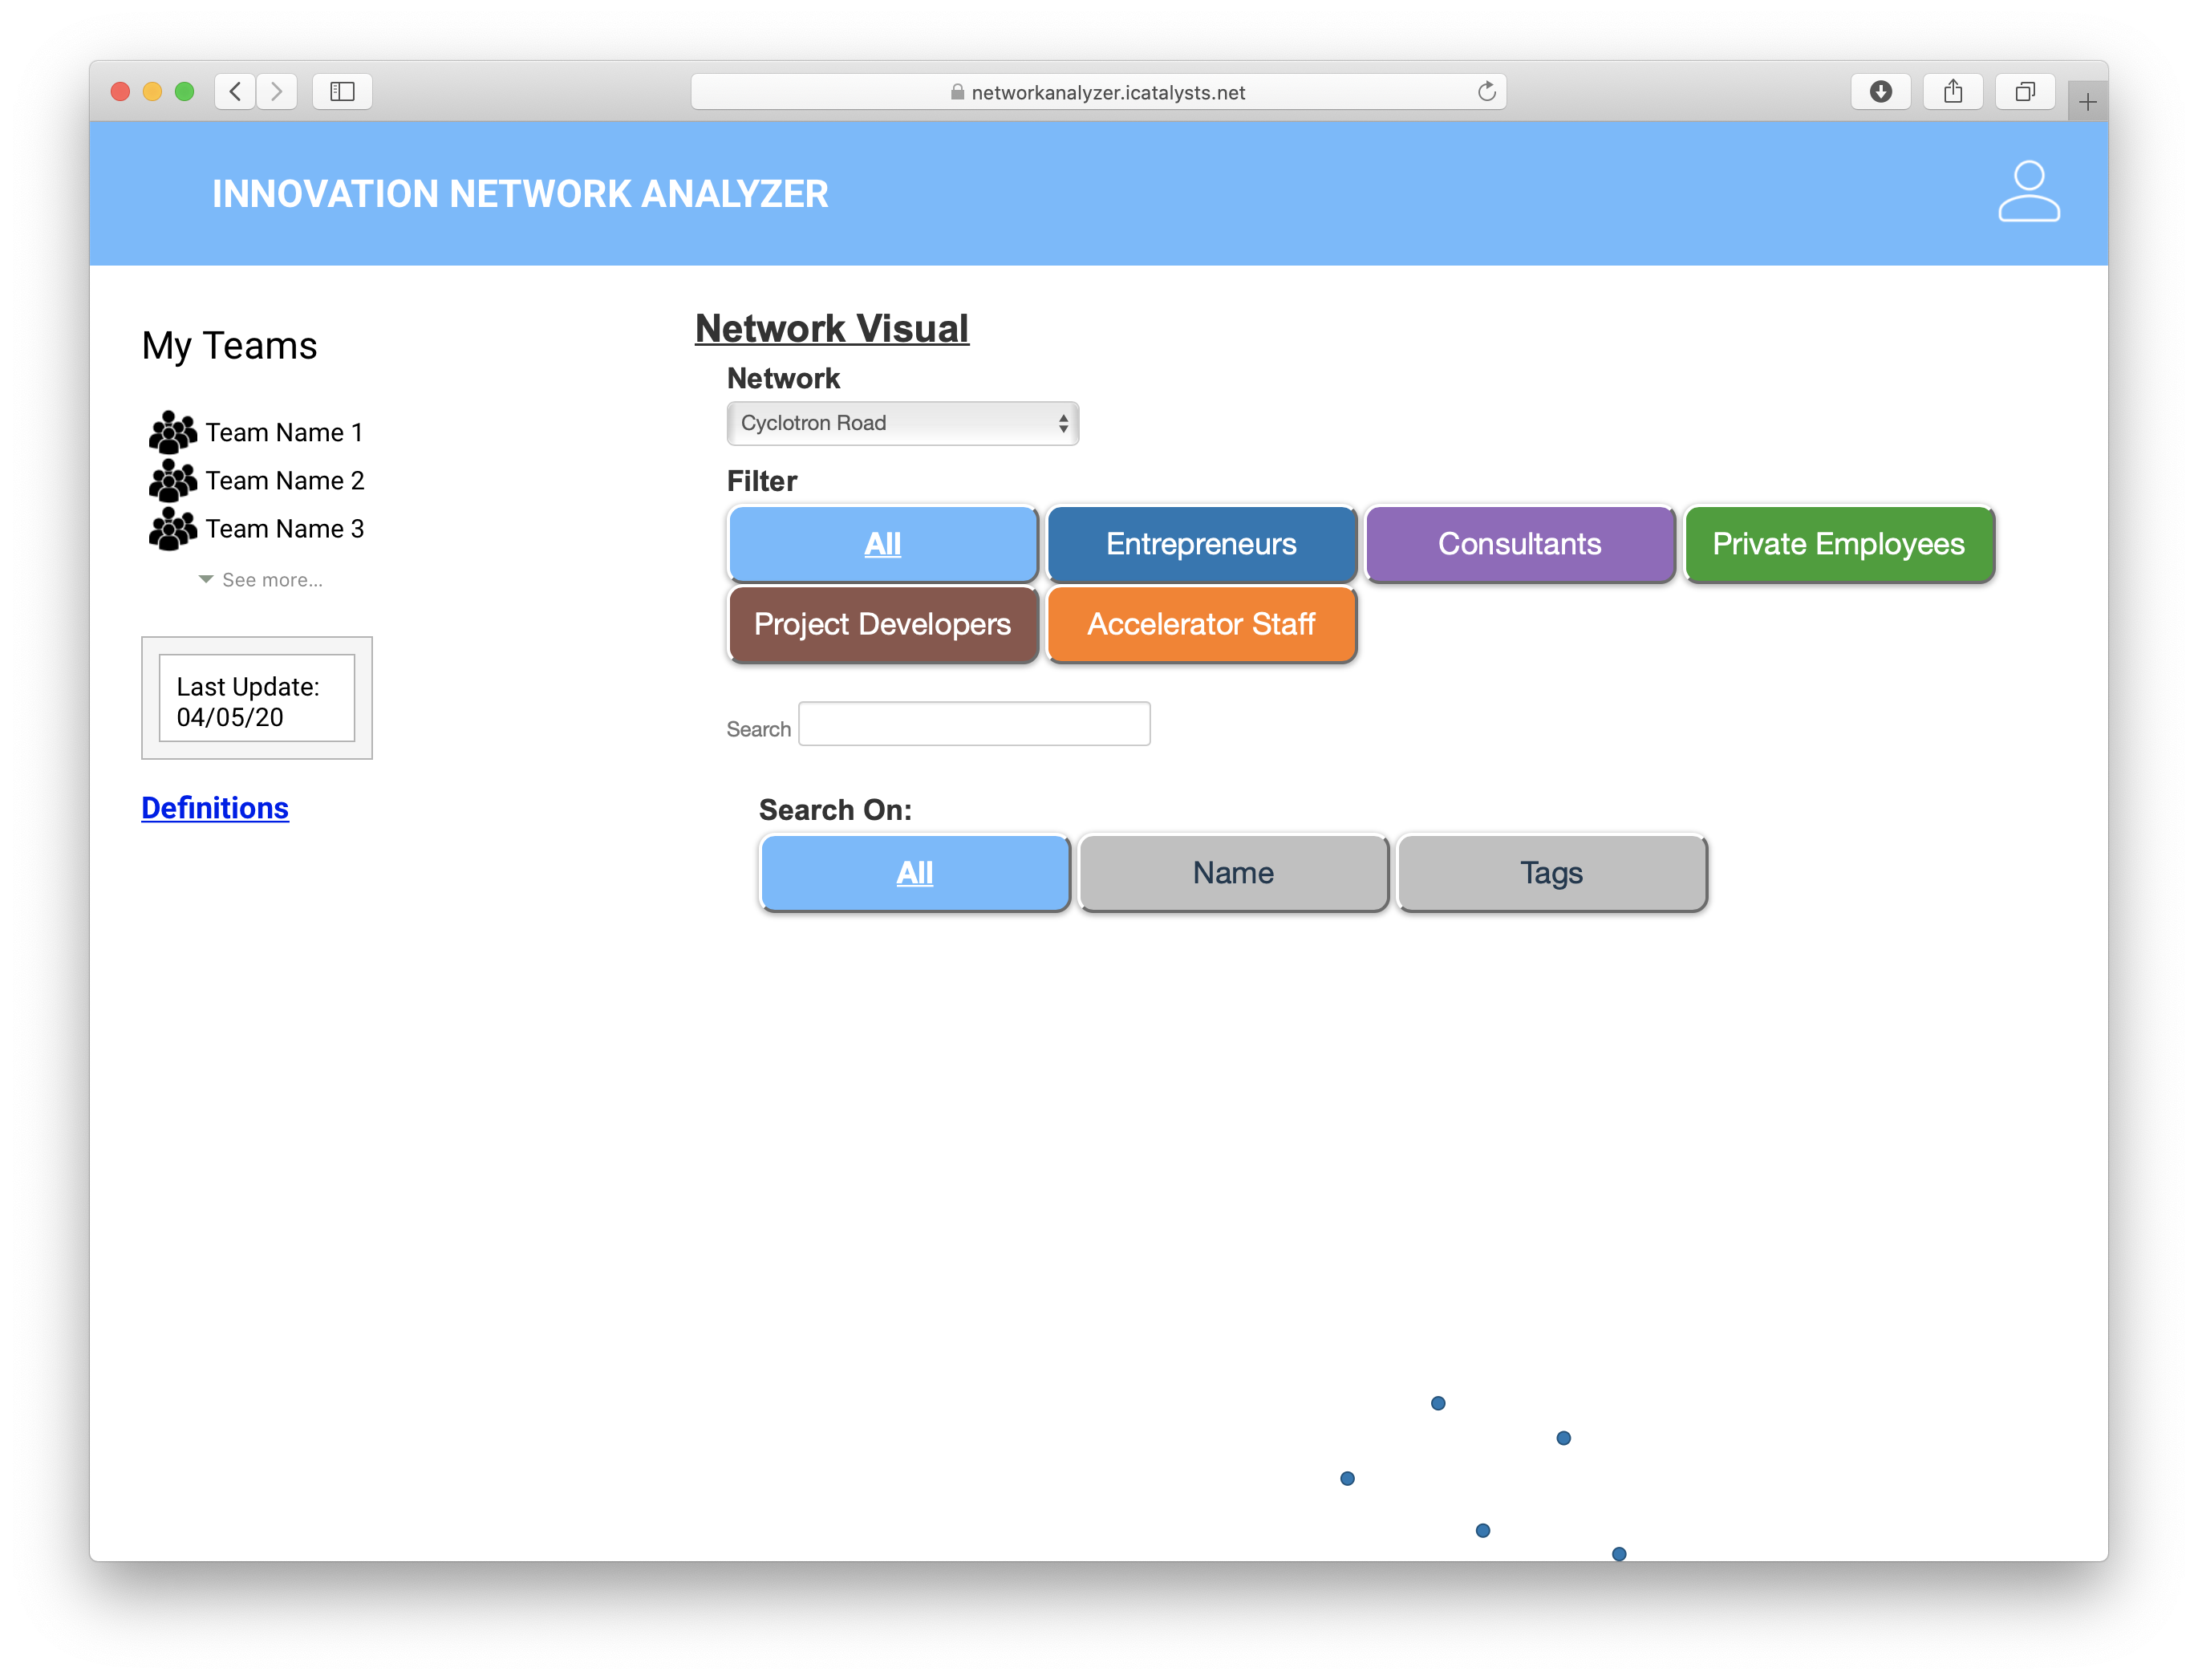 networkanalyzer.icatalysts.net
INNOVATION NETWORK ANALYZER
My Teams
Team Name 1
Team Name 2
Team Name 3
See more...
Last Update:
04/05/20
Definitions
Network Visual
Network
Cyclotron Road
Filter
All Entrepreneurs Consultants Private Employees
Project Developers Accelerator Staff
Search
Search On:
All Name Tags